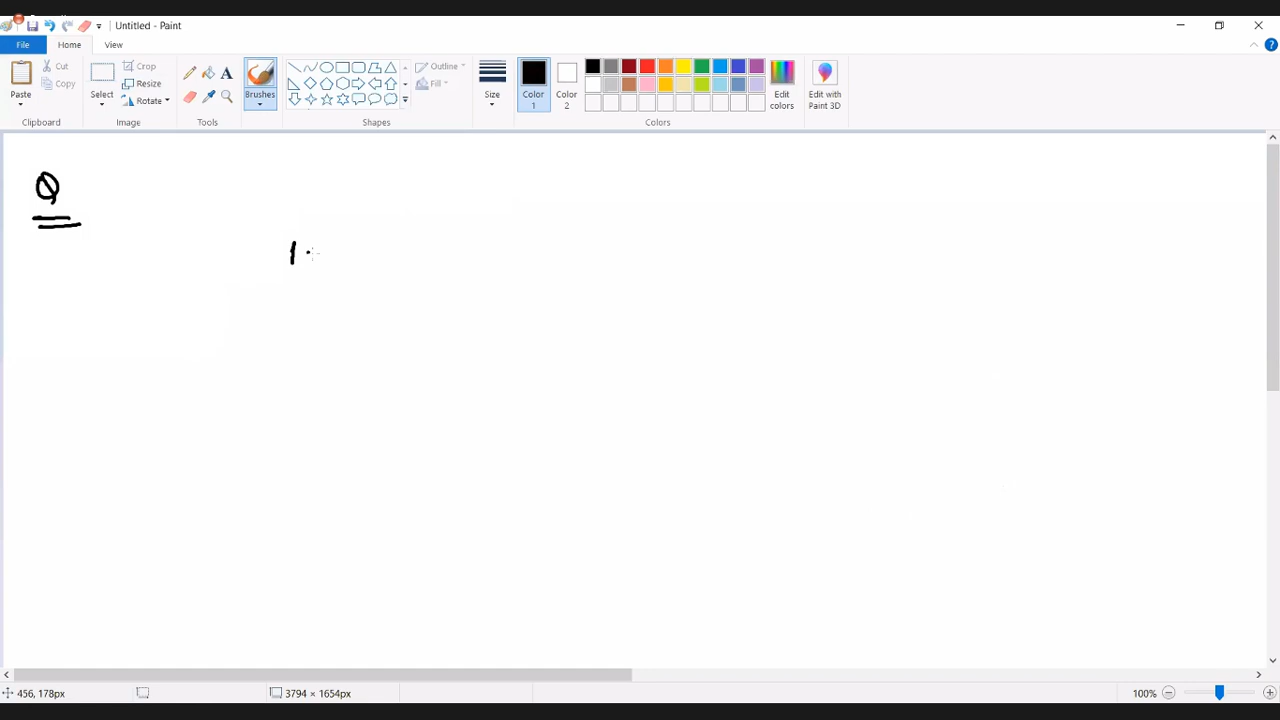 Untitled - Paint
File Home View
Cut
Copy
Paste
Clipboard
Crop
Resize
Rotate
Select
Image
Tools
Brushes
Outline
Fill
Shapes
Size
Color 1
Color 2
Edit colors
Colors
Edit with Paint 3D
Q
1
456, 178px
3794 × 1654px
100%